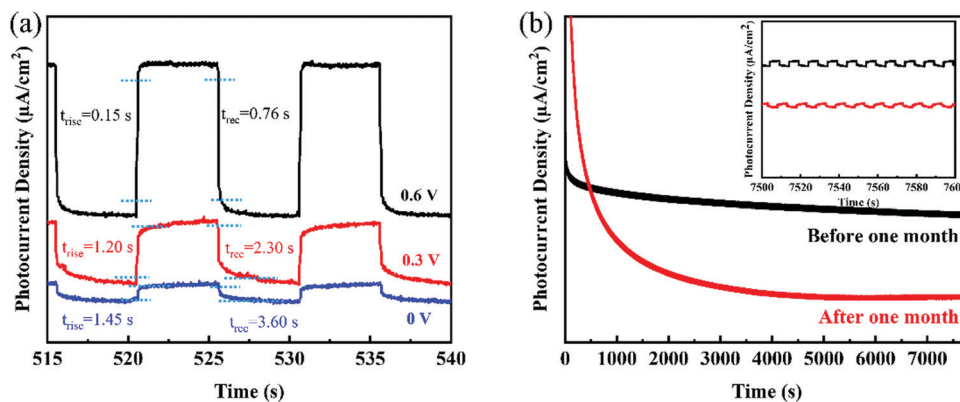 (a)
Photocurrent Density (μA/cm²)
t_rise=0.15 s
t_rec=0.76 s
0.6 V
t_rise=1.20 s
t_rec=2.30 s
0.3 V
t_rise=1.45 s
t_rec=3.60 s
0 V
515 520 525 530 535 540
Time (s)
(b)
Photocurrent Density (μA/cm²)
Photocurrent Density (μA/cm²)
7500 7520 7540 7560 7580 760
Time (s)
Before one month
After one month
0 1000 2000 3000 4000 5000 6000 7000
Time (s)